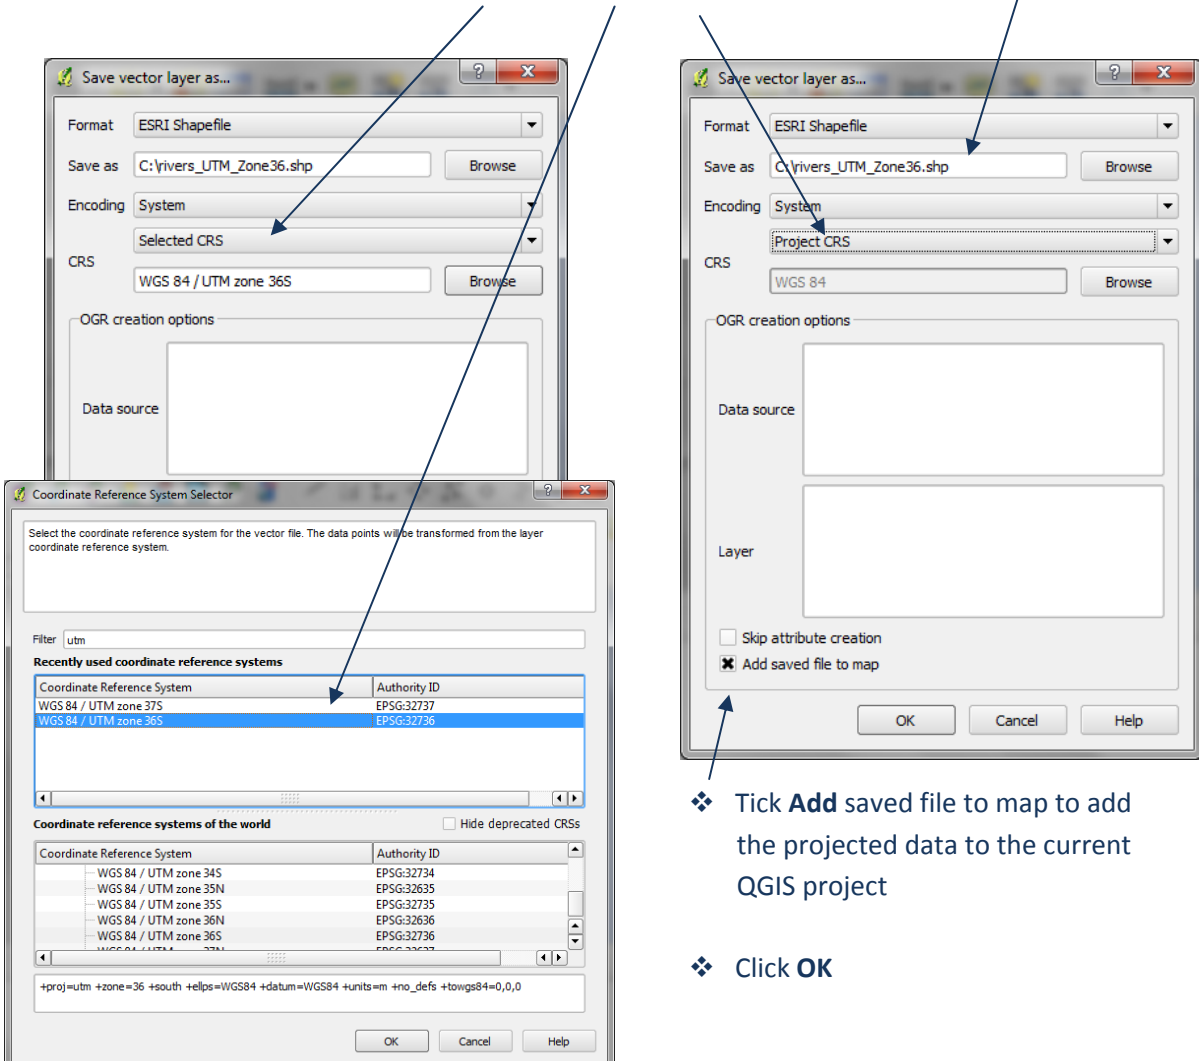 Save vector layer as...
Format ESRI Shapefile
Save as C:\rivers_UTM_Zone36.shp Browse
Encoding System
Selected CRS
CRS
WGS 84 / UTM zone 36S Browse
OGR creation options
Data source
Coordinate Reference System Selector
Select the coordinate reference system for the vector file. The data points will be transformed from the layer
coordinate reference system.
Filter utm
Recently used coordinate reference systems
Coordinate Reference System Authority ID
WGS 84 / UTM zone 37S EPSG:32737
WGS 84 / UTM zone 36S EPSG:32736
Coordinate reference systems of the world Hide deprecated CRSs
Coordinate Reference System Authority ID
WGS 84 / UTM zone 34S EPSG:32734
WGS 84 / UTM zone 35N EPSG:32635
WGS 84 / UTM zone 35S EPSG:32735
WGS 84 / UTM zone 36N EPSG:32636
WGS 84 / UTM zone 36S EPSG:32736
+proj=utm +zone=36 +south +ellps=WGS84 +datum=WGS84 +units=m +no_defs +towgs84=0,0,0
OK Cancel Help
Save vector layer as...
Format ESRI Shapefile
Save as C:\rivers_UTM_Zone36.shp Browse
Encoding System
Project CRS
CRS
WGS 84 Browse
OGR creation options
Data source
Layer
Skip attribute creation
Add saved file to map
OK Cancel Help
❖ Tick Add saved file to map to add
the projected data to the current
QGIS project
❖ Click OK